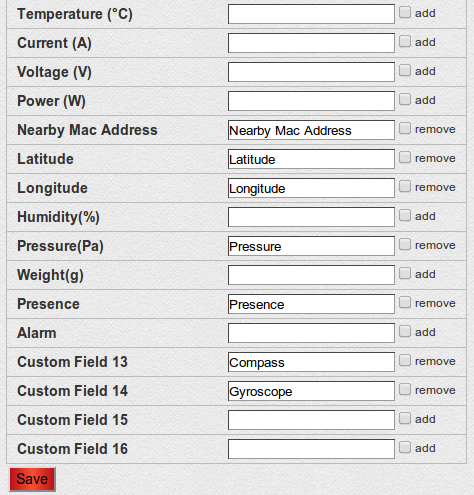 Temperature (°C) add
Current (A) add
Voltage (V) add
Power (W) add
Nearby Mac Address Nearby Mac Address remove
Latitude Latitude remove
Longitude Longitude remove
Humidity(%) add
Pressure(Pa) Pressure remove
Weight(g) add
Presence Presence remove
Alarm add
Custom Field 13 Compass remove
Custom Field 14 Gyroscope remove
Custom Field 15 add
Custom Field 16 add
Save